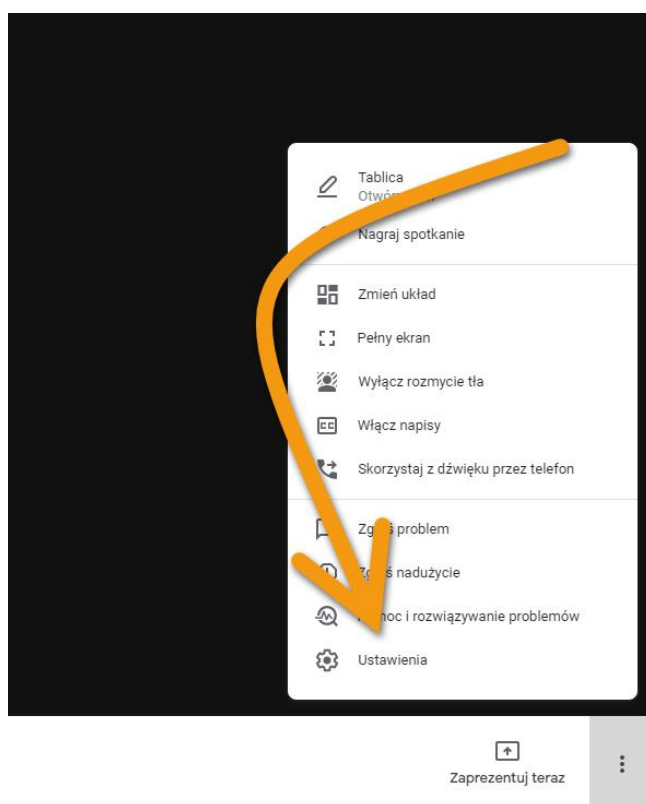 Tablica
Nagraj spotkanie
Zmień układ
Pełny ekran
Wyłącz rozmycie tła
Włącz napisy
Skorzystaj z dźwięku przez telefon
problem
nadużycie
i rozwiązywanie problemów
Ustawienia
Zaprezentuj teraz